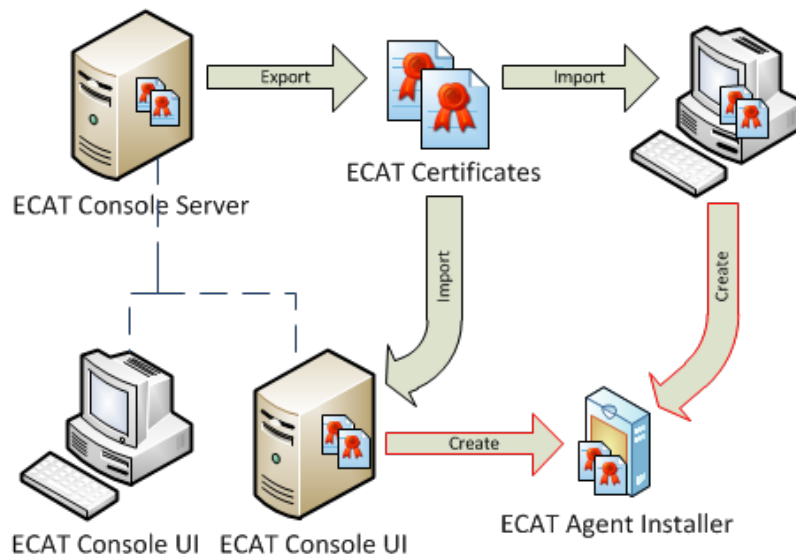 Export
Import
ECAT Console Server
ECAT Certificates
Import
Create
Create
ECAT Console UI
ECAT Console UI
ECAT Agent Installer